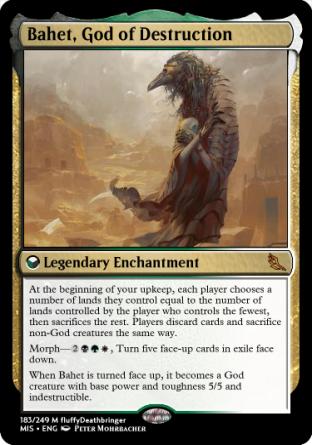 Bahet, God of Destruction
Legendary Enchantment
At the beginning of your upkeep, each player chooses a
number of lands they control equal to the number of
lands controlled by the player who controls the fewest,
then sacrifices the rest. Players discard cards and sacrifice
non-God creatures the same way.
Morph—2, Turn five face-up cards in exile face
down.
When Bahet is turned face up, it becomes a God
creature with base power and toughness 5/5 and
indestructible.
183/249 M fluffyDeathbringer
MIS • ENG Peter Mohrbacher